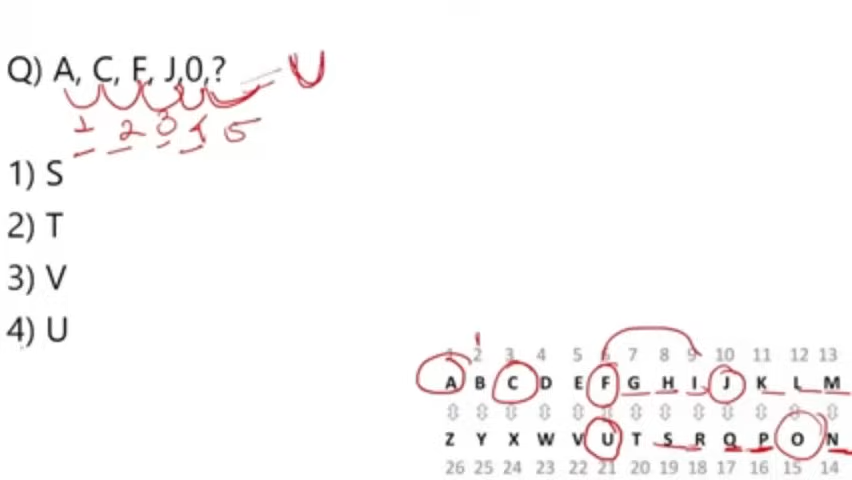 Q) A, C, F, J,0,? U
1 2 3 4 5
1) S
2) T
3) V
4) U
1 2 3 4 5 6 7 8 9 10 11 12 13
A B C D E F G H I J K L M
Z Y X W V U T S R Q P O N
26 25 24 23 22 21 20 19 18 17 16 15 14